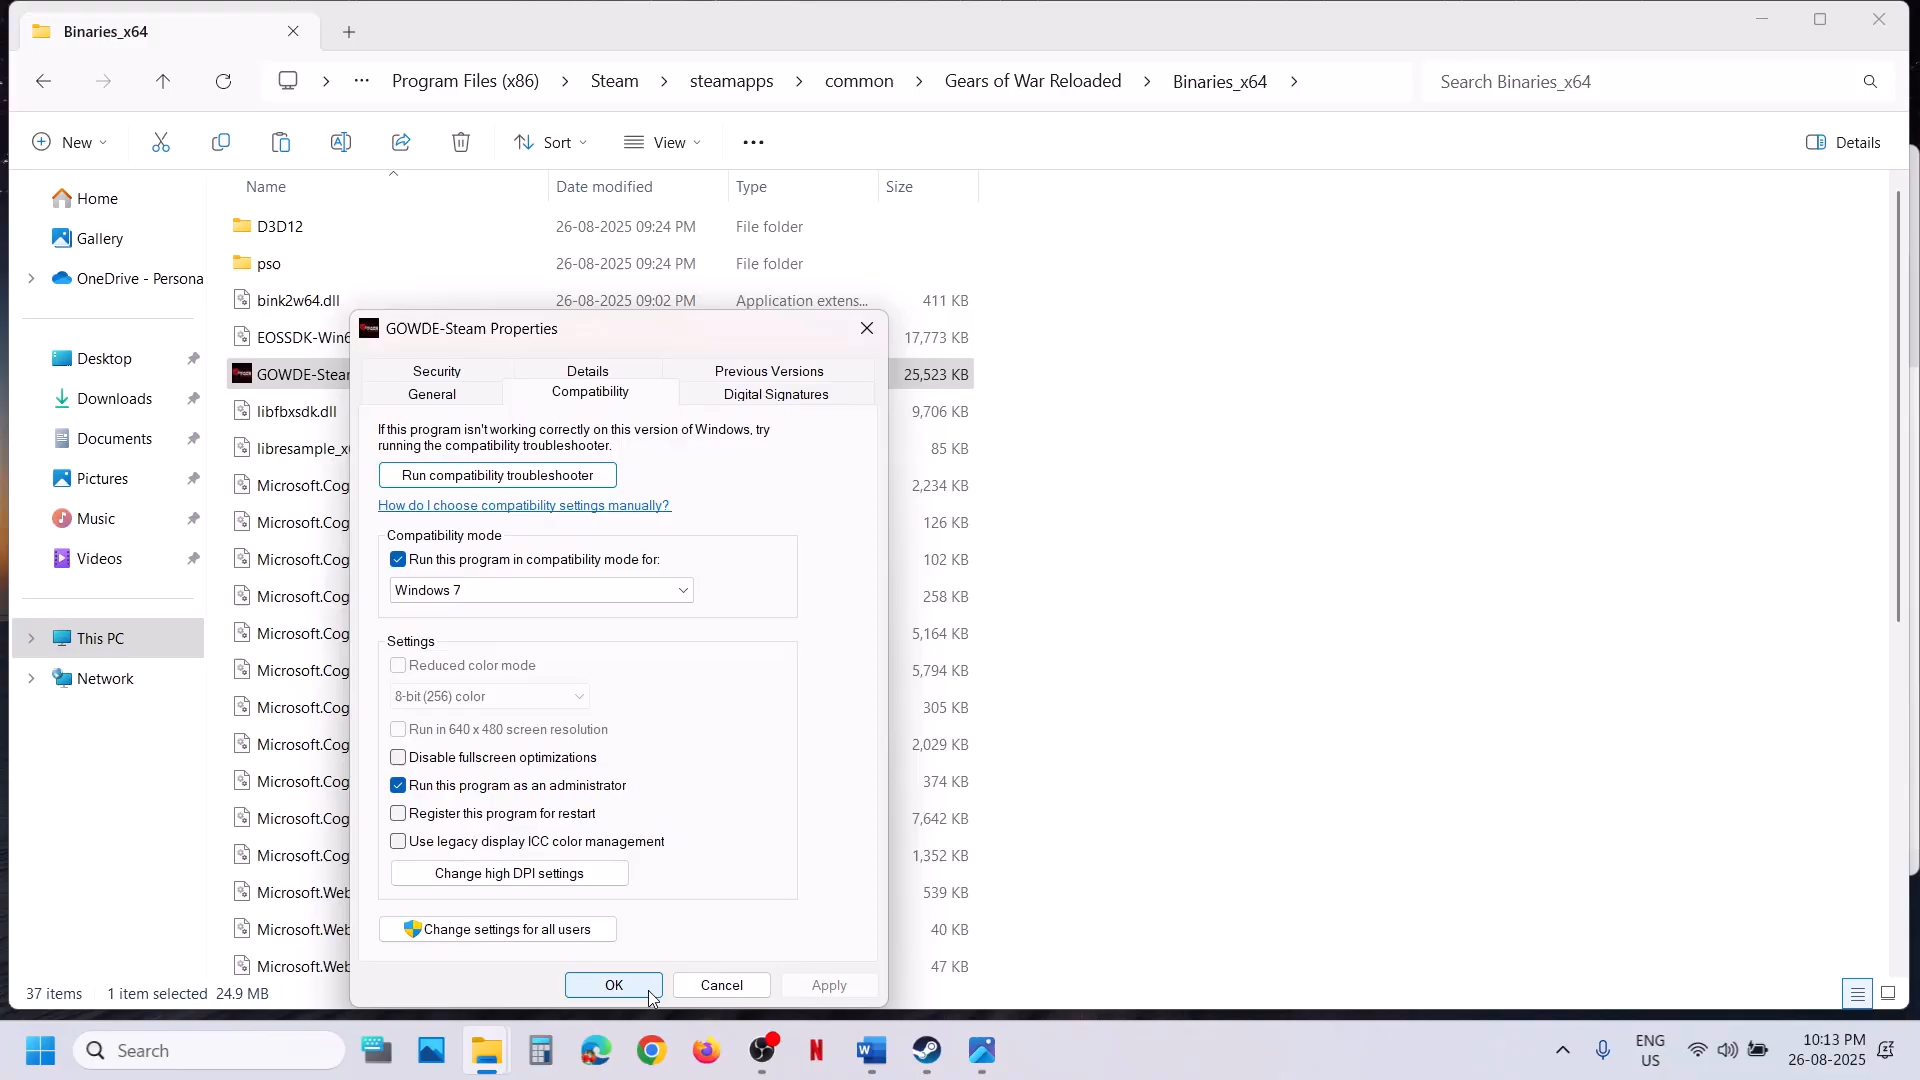 Binaries_x64
Program Files (x86)
Steam
steamapps
common
Gears of War Reloaded
Binaries_x64
Search Binaries_x64
New
Sort
View
Details
Name
Date modified
Type
Size
Home
Gallery
OneDrive - Persona
Desktop
Downloads
Documents
Pictures
Music
Videos
This PC
Network
D3D12 26-08-2025 09:24 PM File folder
pso 26-08-2025 09:24 PM File folder
bink2w64.dll 26-08-2025 09:02 PM Application extens... 411 KB
EOSSDK-Win6 17,773 KB
GOWDE-Stear 25,523 KB
libfbxsdk.dll 9,706 KB
libresample_x 85 KB
Microsoft.Cog 2,234 KB
Microsoft.Cog 126 KB
Microsoft.Cog 102 KB
Microsoft.Cog 258 KB
Microsoft.Cog 5,164 KB
Microsoft.Cog 5,794 KB
Microsoft.Cog 305 KB
Microsoft.Cog 2,029 KB
Microsoft.Cog 374 KB
Microsoft.Cog 7,642 KB
Microsoft.Cog 1,352 KB
Microsoft.Web 539 KB
Microsoft.Web 40 KB
Microsoft.Web 47 KB
GOWDE-Steam Properties
Security
Details
Previous Versions
General
Compatibility
Digital Signatures
If this program isn't working correctly on this version of Windows, try
running the compatibility troubleshooter.
Run compatibility troubleshooter
How do I choose compatibility settings manually?
Compatibility mode
Run this program in compatibility mode for:
Windows 7
Settings
Reduced color mode
8-bit (256) color
Run in 640 x 480 screen resolution
Disable fullscreen optimizations
Run this program as an administrator
Register this program for restart
Use legacy display ICC color management
Change high DPI settings
Change settings for all users
OK
Cancel
Apply
37 items
1 item selected 24.9 MB
Search
ENG
US
10:13 PM
26-08-2025